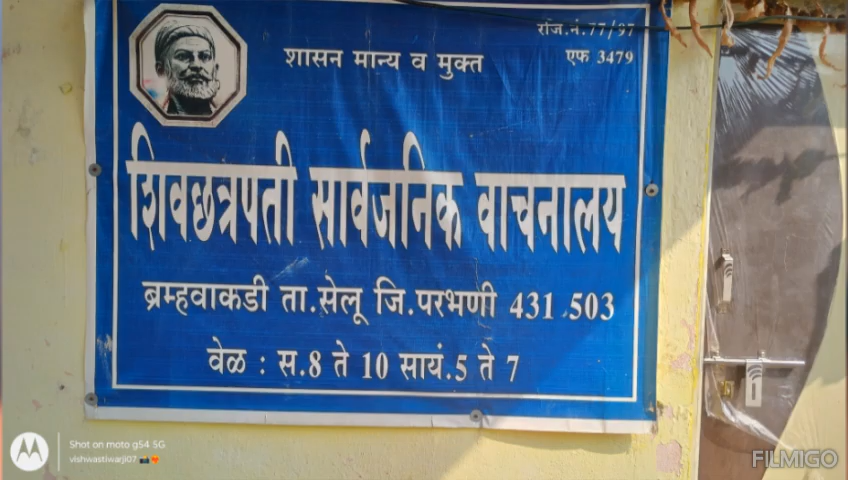 रजि.नं.77/97
शासन मान्य व मुक्त
एफ 3479
शिवछत्रपती सार्वजनिक वाचनालय
ब्रम्हवाकडी ता.सेलू जि.परभणी 431 503
वेळ : स.8 ते 10 सायं.5 ते 7
Shot on moto g54 5G
vishwastiwarji07
FILMIGO